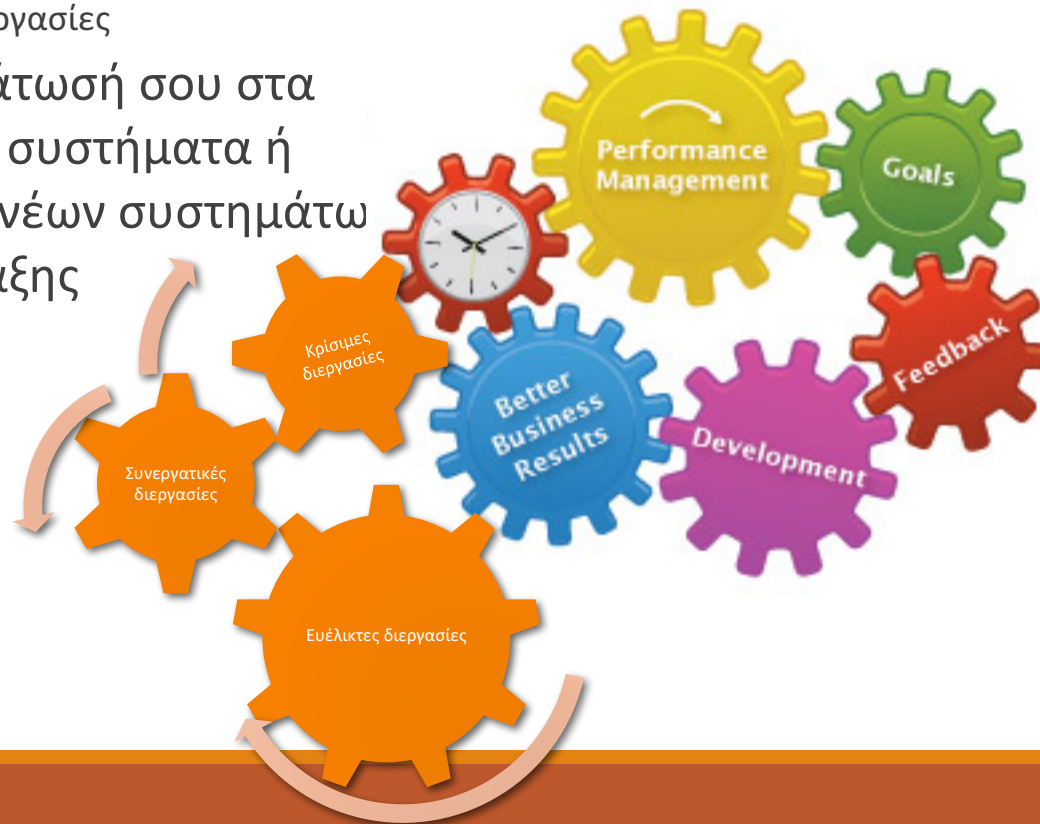 ργασίες
άτωσή σου στα
συστήματα ή
νέων συστημάτω
ξης
Performance
Management
Goals
Feedback
Κρίσιμες
διεργασίες
Better
Business
Results
Development
Συνεργατικές
διεργασίες
Ευέλικτες διεργασίες